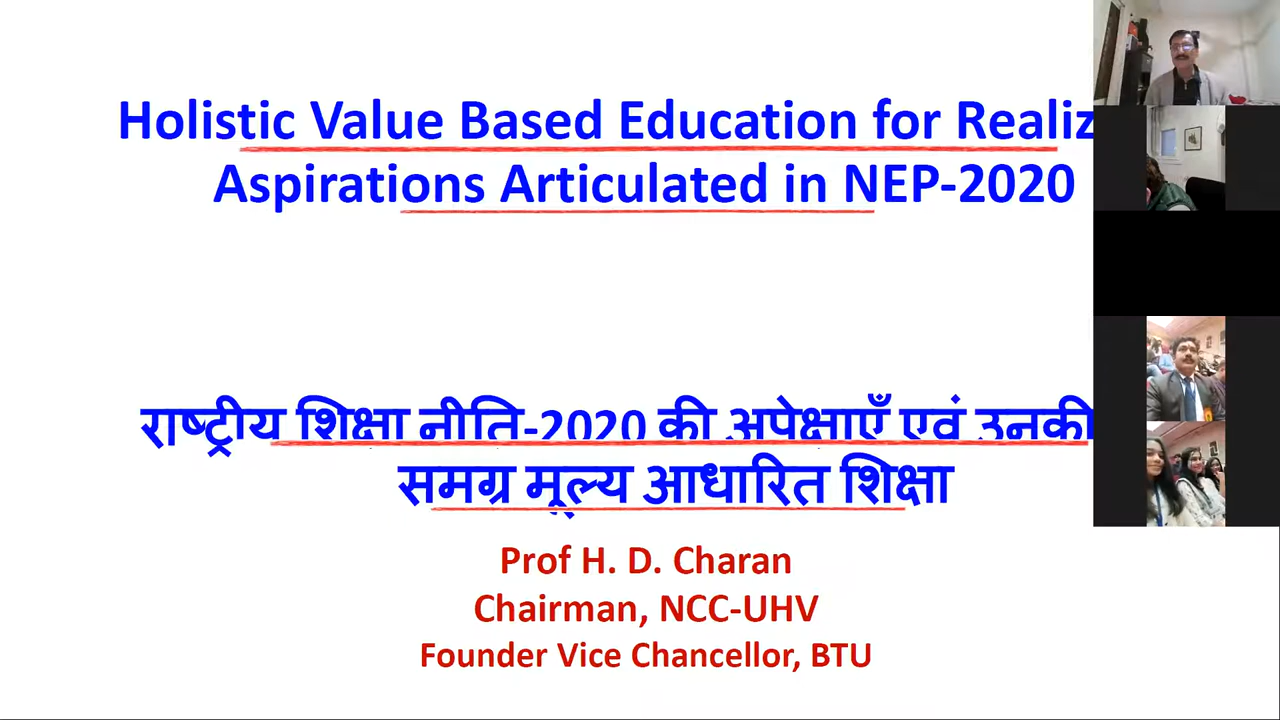 Holistic Value Based Education for Realiz
Aspirations Articulated in NEP-2020
राष्ट्रीय शिक्षा नीति-2020 की अपेक्षाएँ एवं उनकी
समग्र मूल्य आधारित शिक्षा
Prof H. D. Charan
Chairman, NCC-UHV
Founder Vice Chancellor, BTU